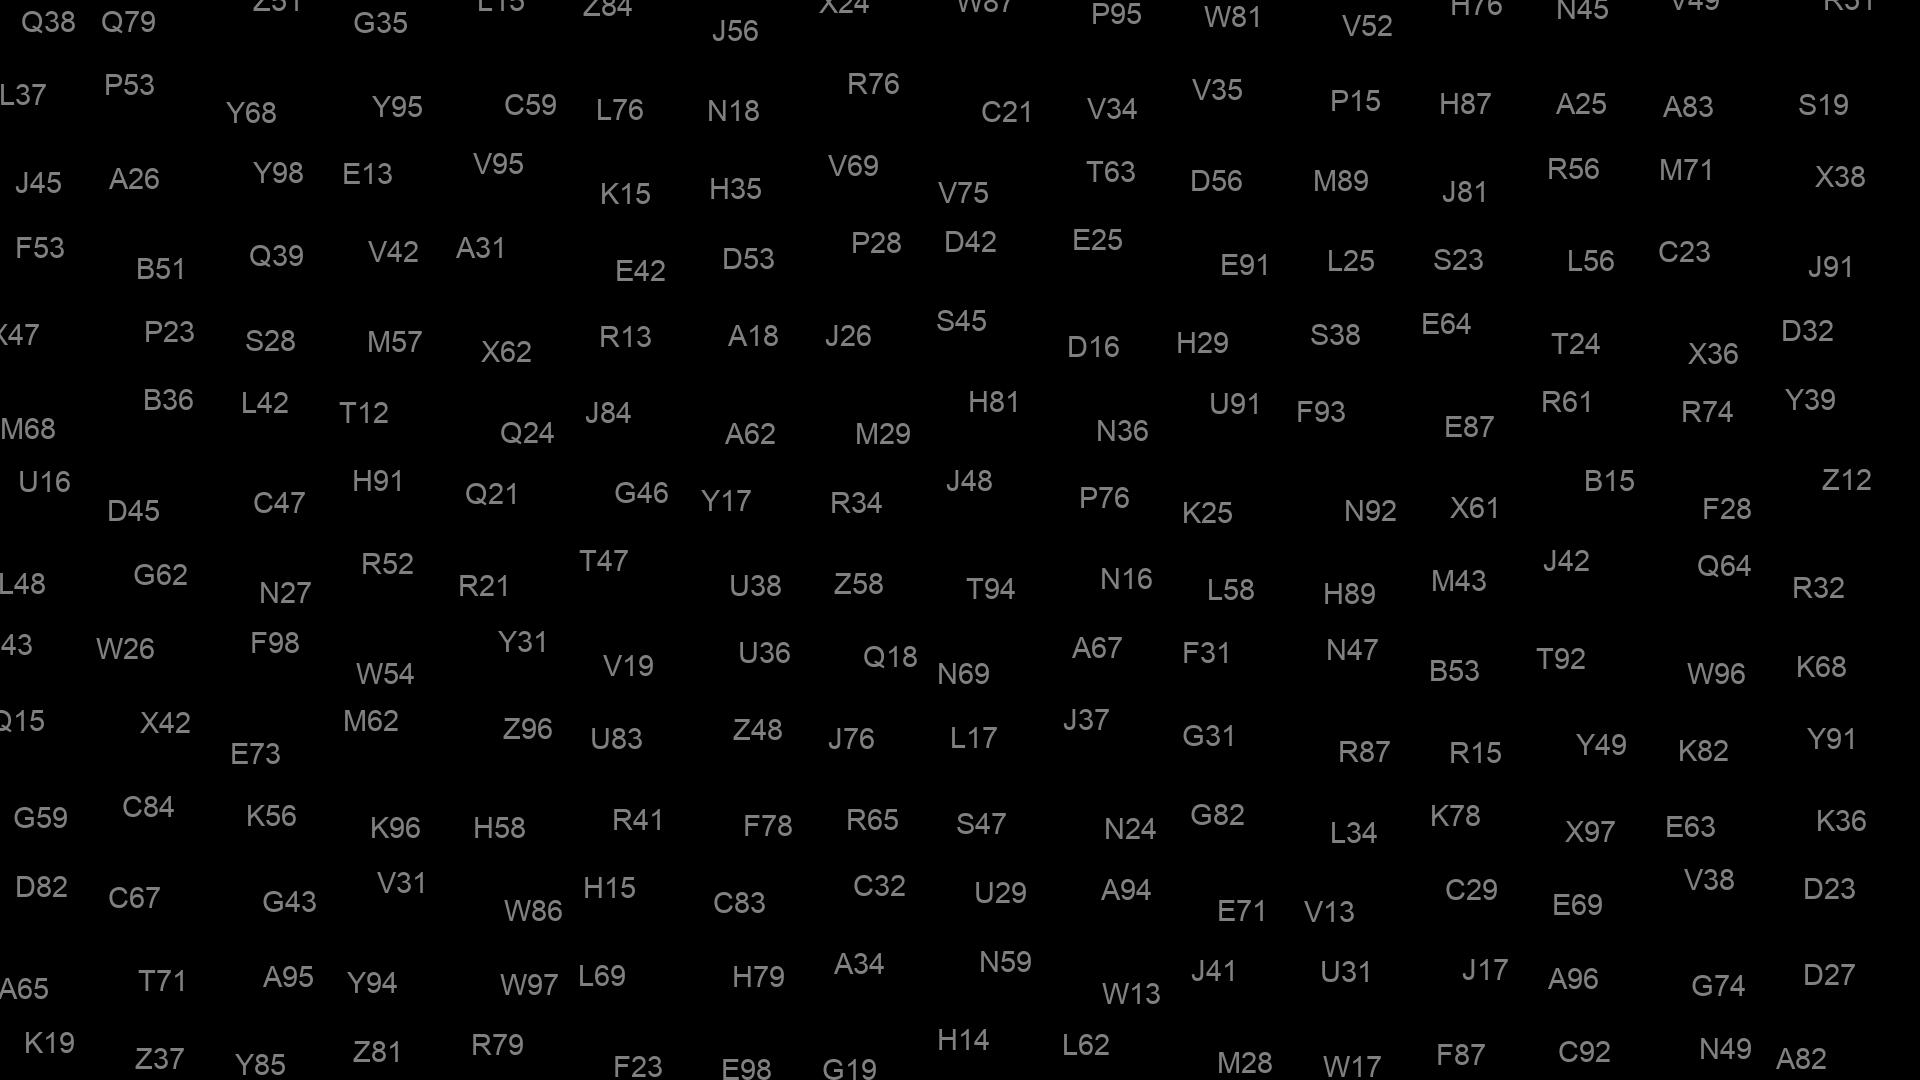 Q38 Q79 Z51 G35 L15 Z84 J56 X24 W87 P95 W81 V52 H76 N45 V49 R51
L37 P53 Y68 Y95 C59 L76 N18 R76 C21 V34 V35 P15 H87 A25 A83 S19
J45 A26 Y98 E13 V95 K15 H35 V69 V75 T63 D56 M89 J81 R56 M71 X38
F53 B51 Q39 V42 A31 E42 D53 P28 D42 E25 E91 L25 S23 L56 C23 J91
X47 P23 S28 M57 X62 R13 A18 J26 S45 D16 H29 S38 E64 T24 X36 D32
M68 B36 L42 T12 Q24 J84 A62 M29 H81 N36 U91 F93 E87 R61 R74 Y39
U16 D45 C47 H91 Q21 G46 Y17 R34 J48 P76 K25 N92 X61 B15 F28 Z12
L48 G62 N27 R52 R21 T47 U38 Z58 T94 N16 L58 H89 M43 J42 Q64 R32
43 W26 F98 W54 Y31 V19 U36 Q18 N69 A67 F31 N47 B53 T92 W96 K68
Q15 X42 E73 M62 Z96 U83 Z48 J76 L17 J37 G31 R87 R15 Y49 K82 Y91
G59 C84 K56 K96 H58 R41 F78 R65 S47 N24 G82 L34 K78 X97 E63 K36
D82 C67 G43 V31 W86 H15 C83 C32 U29 A94 E71 V13 C29 E69 V38 D23
A65 T71 A95 Y94 W97 L69 H79 A34 N59 W13 J41 U31 J17 A96 G74 D27
K19 Z37 Y85 Z81 R79 F23 E98 G19 H14 L62 M28 W17 F87 C92 N49 A82